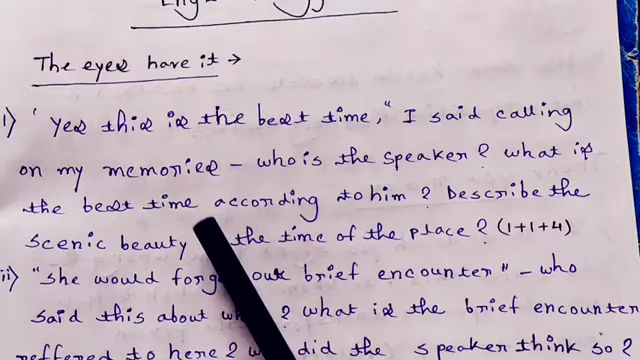 The eyes have it →
i) "Yes this is the best time," I said calling
on my memories - who is the speaker? what is
the best time according to him? Describe the
scenic beauty the time of the place? (1+1+4)
ii) "She would our brief encounter" - who
said this about ? what is the brief encounter
reffered to here? did the speaker think so?